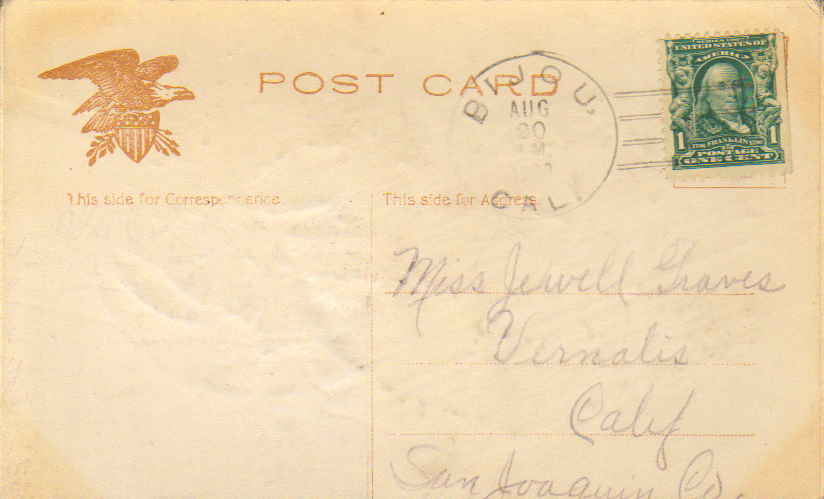 POST CARD
BIJOU, CAL.
AUG
UNITED STATES OF
AMERICA
1 1
FRANKLIN
POSTAGE
ONE CENT
This side for Correspondence.
This side for Address.
Miss Jewell Graves
Vernalis
Calif
San Joaquin Co